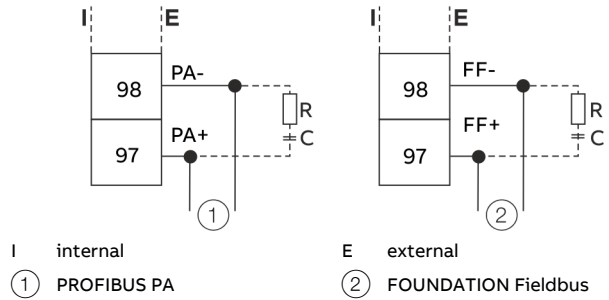 I E I E
98 PA- 98 FF-
R R
PA+ FF+
C C
97 97
1 2
I internal E external
1 PROFIBUS PA 2 FOUNDATION Fieldbus